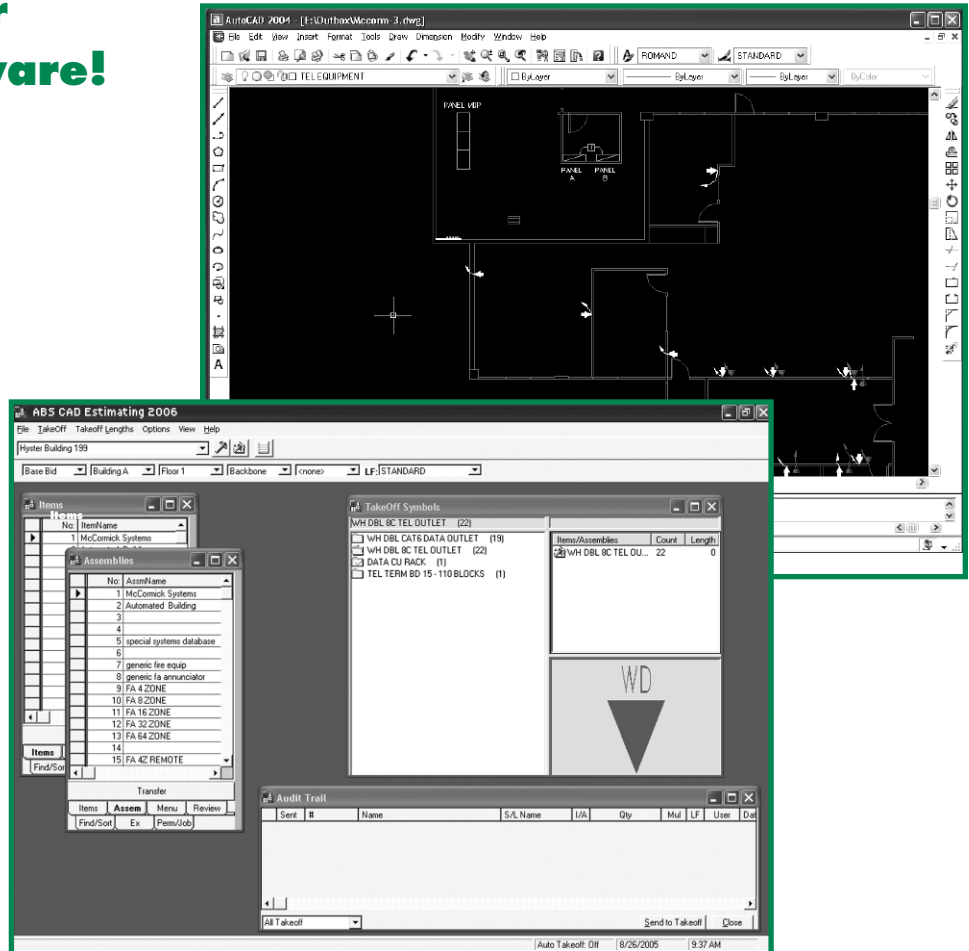 r
vare!
AutoCAD 2004 - [E:\Outbox\Mccorm-3.dwg]
File Edit View Insert Format Tools Draw Dimension Modify Window Help
ROMAND STANDARD
TEL EQUIPMENT ByLayer ByLayer ByLayer ByColor
PANEL MDP
PANEL A PANEL B
A
ABS CAD Estimating 2006
File TakeOff Takeoff Lengths Options View Help
Hyster Building 199
Base Bid Building A Floor 1 Backbone <none> LF: STANDARD
Items
Items
No: ItemName
1 McCormick Systems
Items
Find/Sor
Assemblies
No: AssmName
1 McCormick Systems
2 Automated Building
3
4
5 special systems database
6
7 generic fire equip
8 generic fa annunciator
9 FA 4 ZONE
10 FA 8 ZONE
11 FA 16 ZONE
12 FA 32 ZONE
13 FA 64 ZONE
14
15 FA 4Z REMOTE
Transfer
Items Assem Menu Review
Find/Sort Ex Perm/Job
TakeOff Symbols
WH DBL 8C TEL OUTLET (22)
WH DBL CAT6 DATA OUTLET (19)
WH DBL 8C TEL OUTLET (22)
DATA CU RACK (1)
TEL TERM BD 15 - 110 BLOCKS (1)
Items/Assemblies Count Length
WH DBL 8C TEL OU... 22 0
WD
Audit Trail
Sent # Name S/L Name I/A Qty Mul LF User Dat
All Takeoff Send to Takeoff Close
Auto Takeoff: Off 8/26/2005 9:37 AM